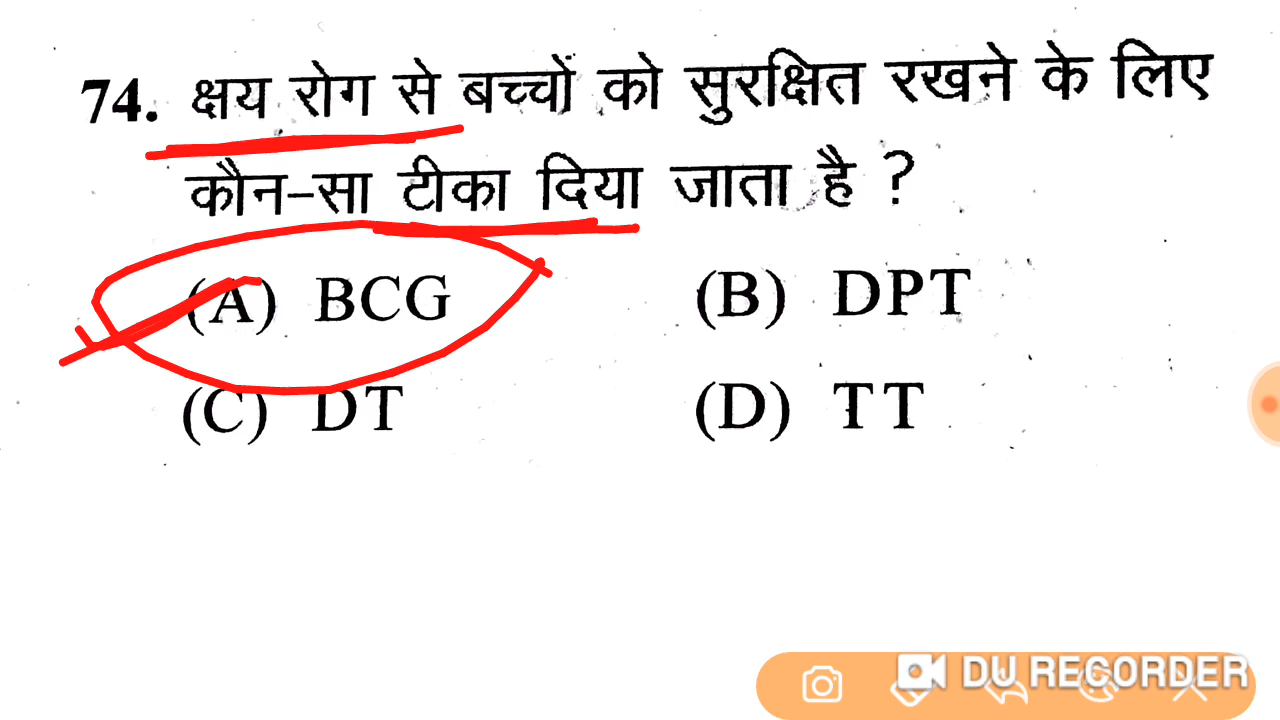 74. क्षय रोग से बच्चों को सुरक्षित रखने के लिए
कौन-सा टीका दिया जाता है ?
(A) BCG (B) DPT
(C) DT (D) TT
DU RECORDER